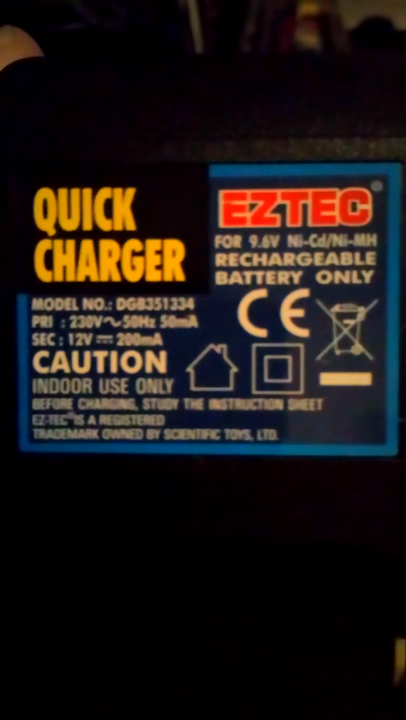 QUICK
CHARGER
EZTEC®
FOR 9.6V Ni-Cd/Ni-MH
RECHARGEABLE
BATTERY ONLY
MODEL NO.: DGB351334
PRI : 230V∿50Hz 50mA
SEC : 12V ⎓ 200mA
CE
CAUTION
INDOOR USE ONLY
BEFORE CHARGING, STUDY THE INSTRUCTION SHEET
EZ-TEC® IS A REGISTERED
TRADEMARK OWNED BY SCIENTIFIC TOYS, LTD.